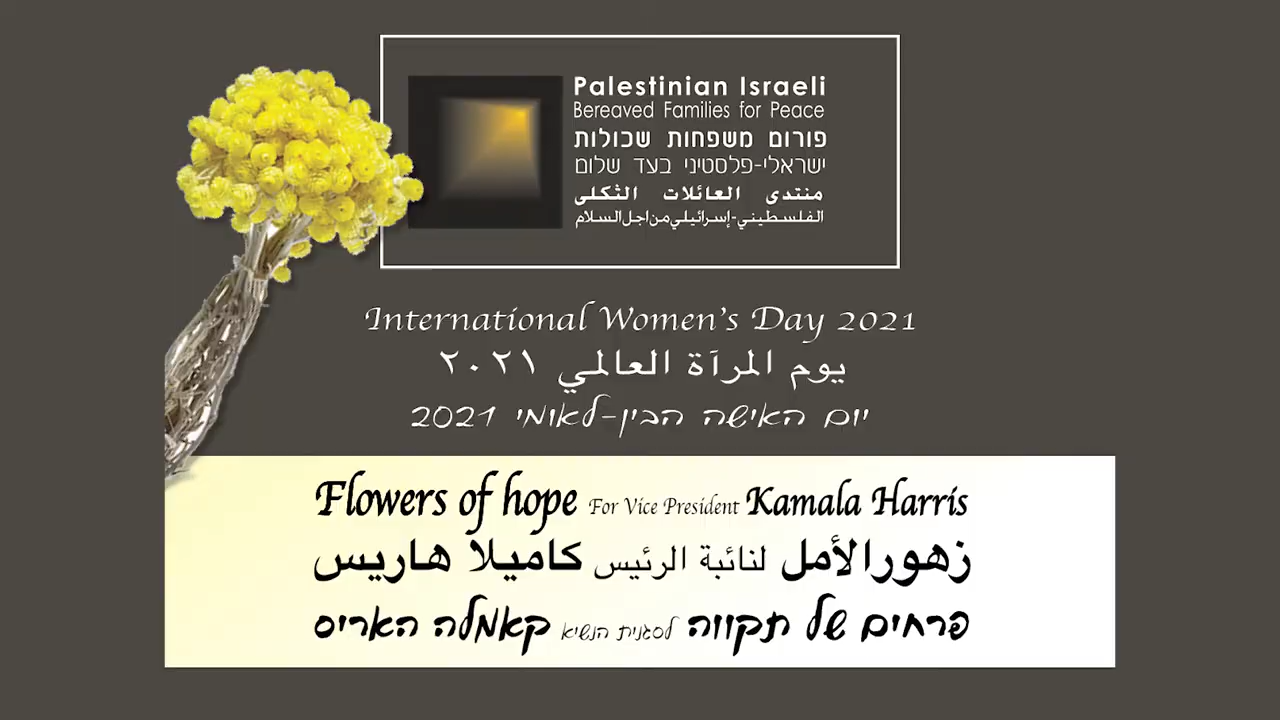 Palestinian Israeli
Bereaved Families for Peace
פורום משפחות שכולות
ישראלי-פלסטיני בעד שלום
منتدى العائلات الثكلى
الفلسطيني-إسرائيلي من اجل السلام
International Women's Day 2021
يوم المرآة العالمي ٢٠٢١
יום האישה הבין-לאומי 2021
Flowers of hope For Vice President Kamala Harris
زهورالأمل لنائبة الرئيس كاميلا هاريس
פרחים של תקווה לסגנית הנשיא קאמלה האריס